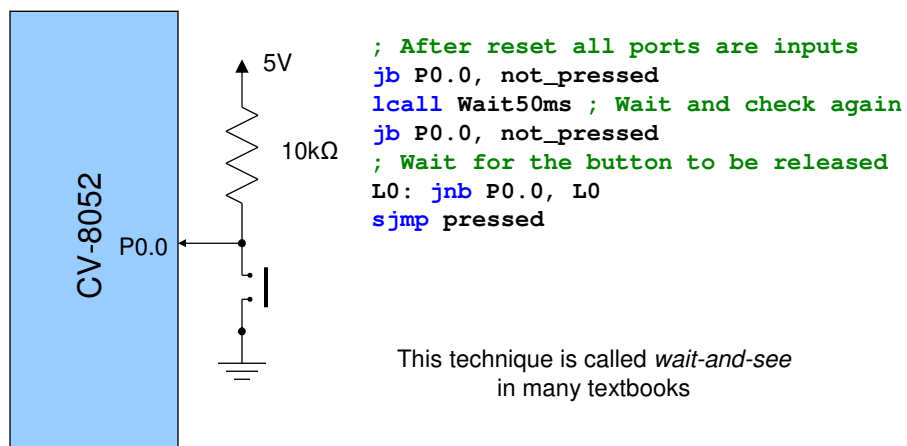 CV-8052
P0.0
5V
10kΩ
; After reset all ports are inputs
jb P0.0, not_pressed
lcall Wait50ms ; Wait and check again
jb P0.0, not_pressed
; Wait for the button to be released
L0: jnb P0.0, L0
sjmp pressed
This technique is called wait-and-see
in many textbooks